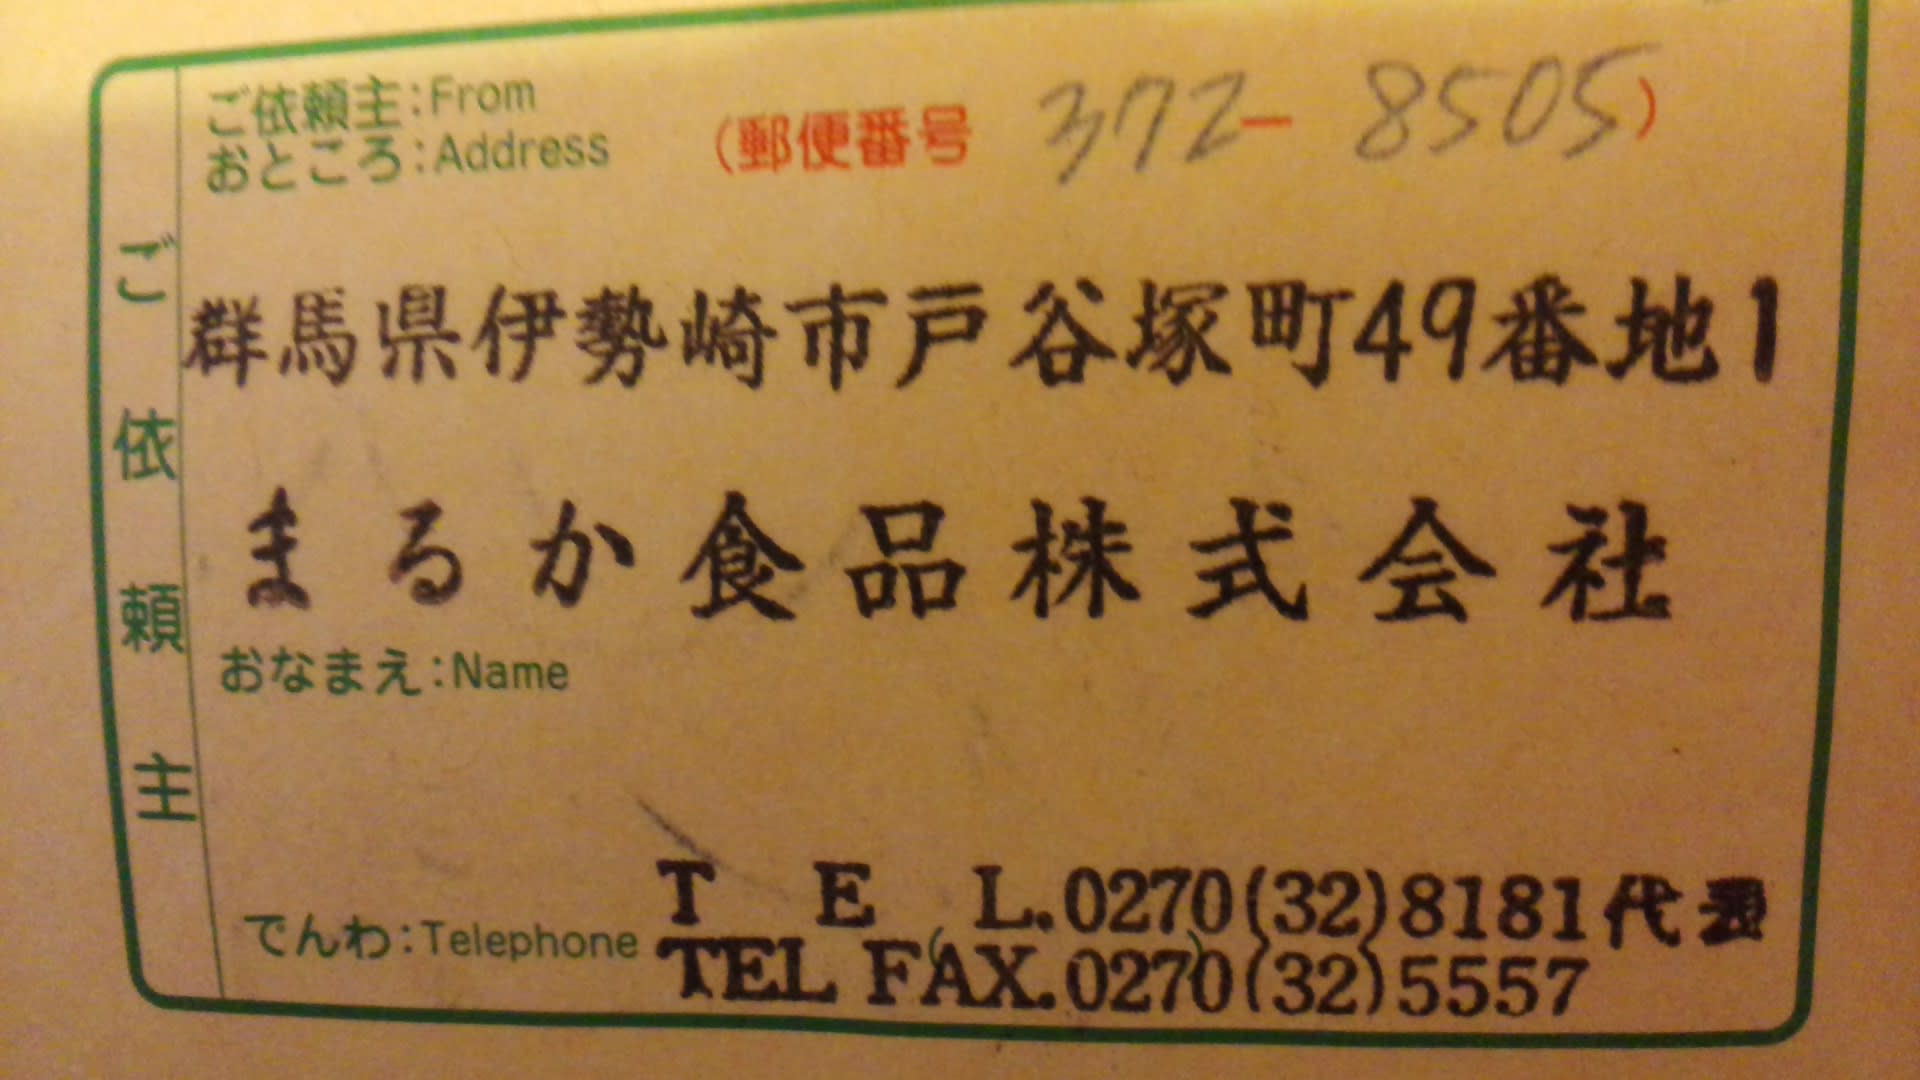 ご依頼主
ご依頼主:From
おところ:Address
(郵便番号 372-8505)
群馬県伊勢崎市戸谷塚町49番地1
まるか食品株式会社
おなまえ:Name
でんわ:Telephone
T E L.0270(32)8181代表
TEL FAX.0270(32)5557